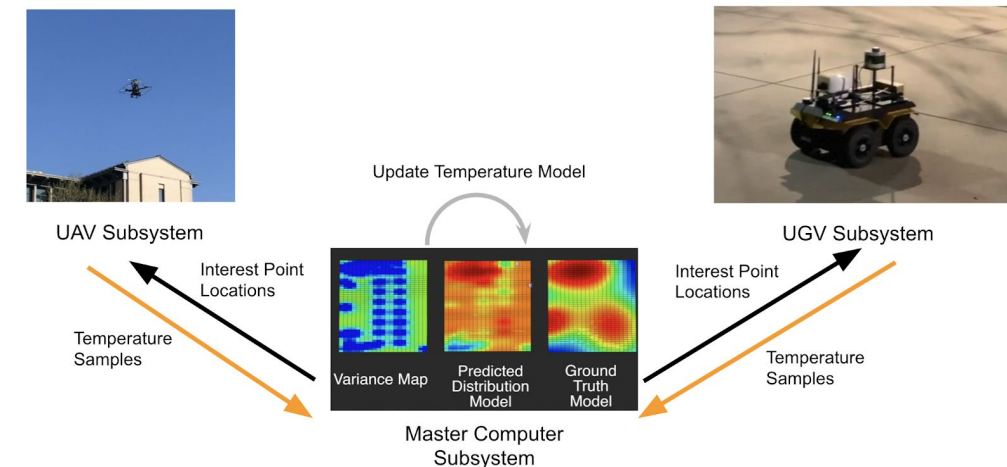 Update Temperature Model
UAV Subsystem
UGV Subsystem
Interest Point
Locations
Interest Point
Locations
Temperature
Samples
Temperature
Samples
Variance Map
Predicted
Distribution
Model
Ground
Truth
Model
Master Computer
Subsystem